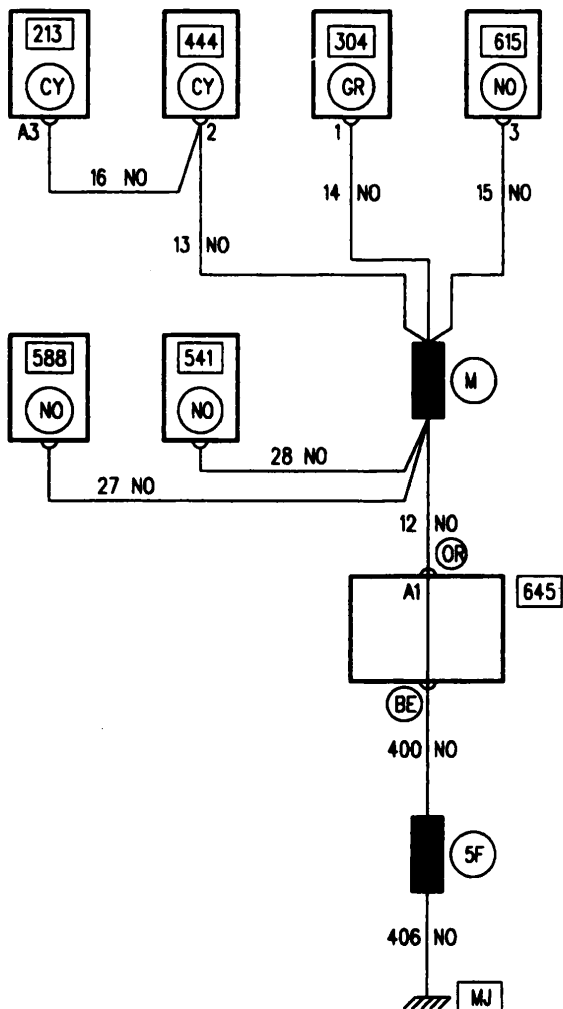 213 444 304 615
CY CY GR NO
A3 2 1 3
16 NO
14 NO 15 NO
13 NO
588 541
NO NO M
28 NO
27 NO
12 NO
OR
A1 645
BE
400 NO
5F
406 NO
MJ